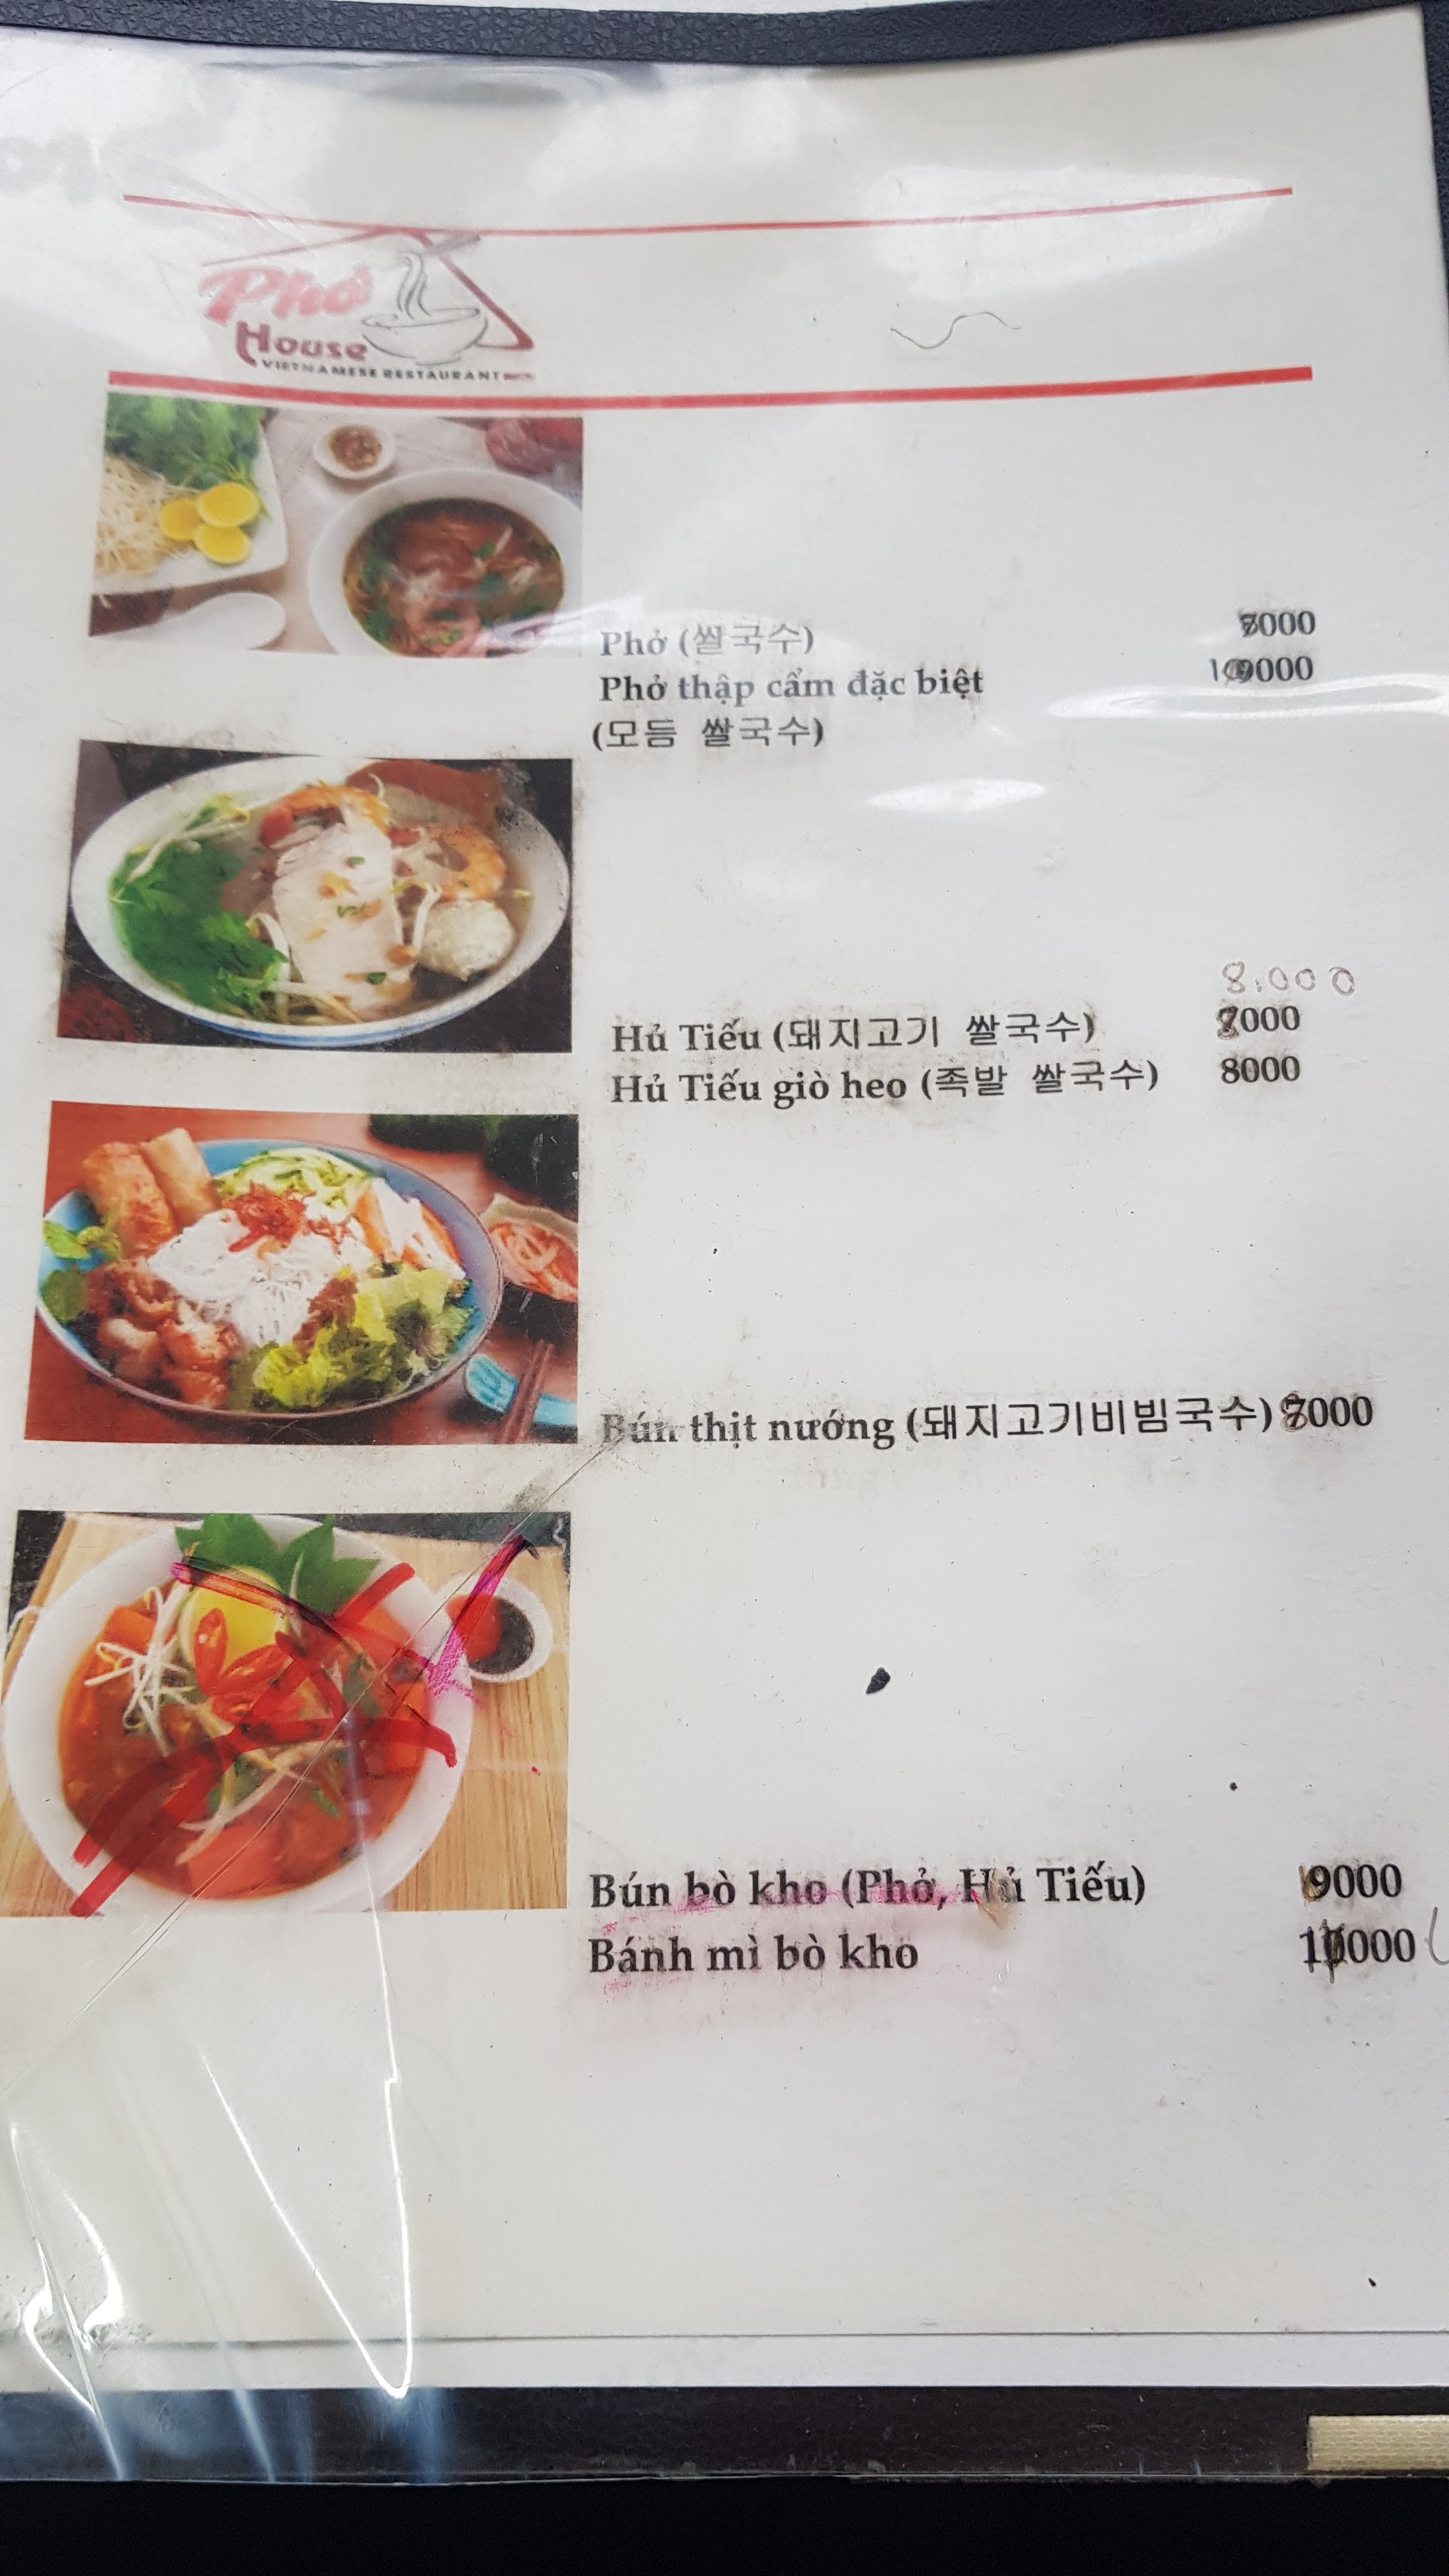 Phở
House
VIETNAMESE RESTAURANT
Phở (쌀국수) 8000
Phở thập cẩm đặc biệt
(모듬 쌀국수)
8.000
Hủ Tiếu (돼지고기 쌀국수)
Hủ Tiếu giò heo (족발 쌀국수) 8000
Bún thịt nướng (돼지고기비빔국수) 8000
Bún bò kho (Phở, Hủ Tiếu) 9000
Bánh mì bò kho